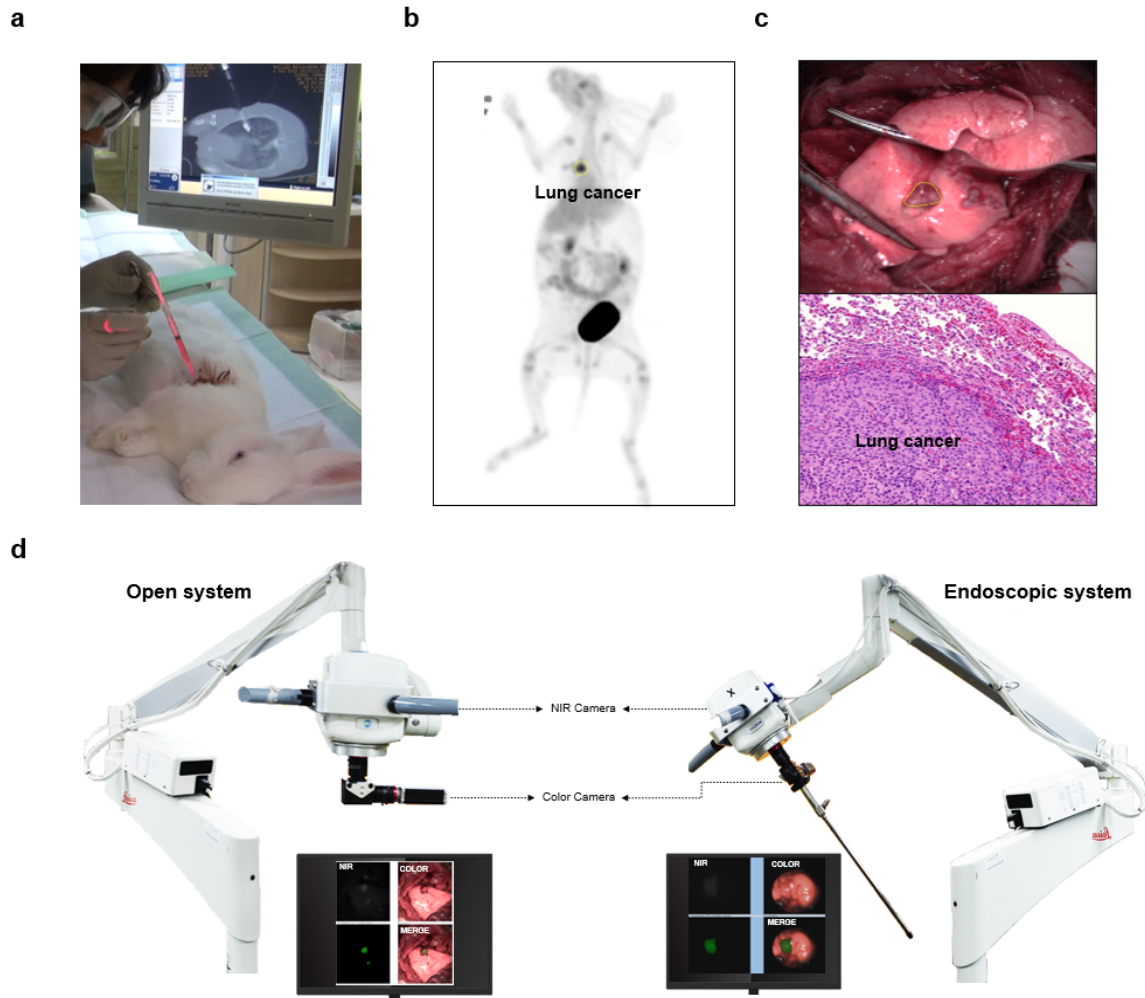 a
b
c
Lung cancer
Lung cancer
d
Open system
Endoscopic system
X
NIR Camera
Color Camera
NIR
COLOR
MERGE
NIR
COLOR
MERGE